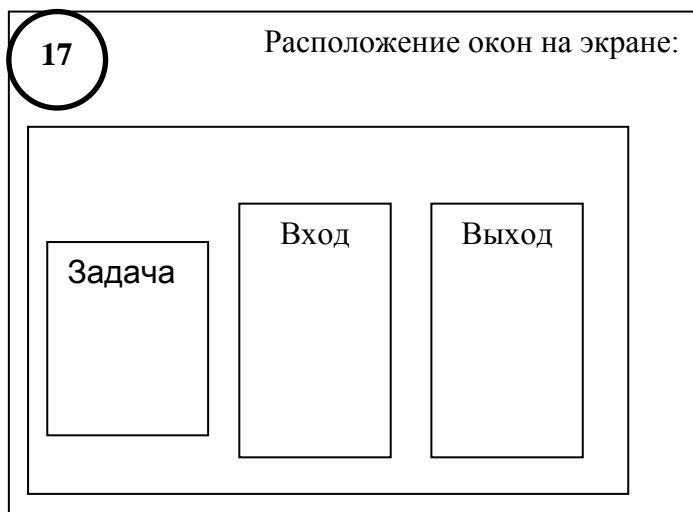 17
Расположение окон на экране:
Задача
Вход
Выход